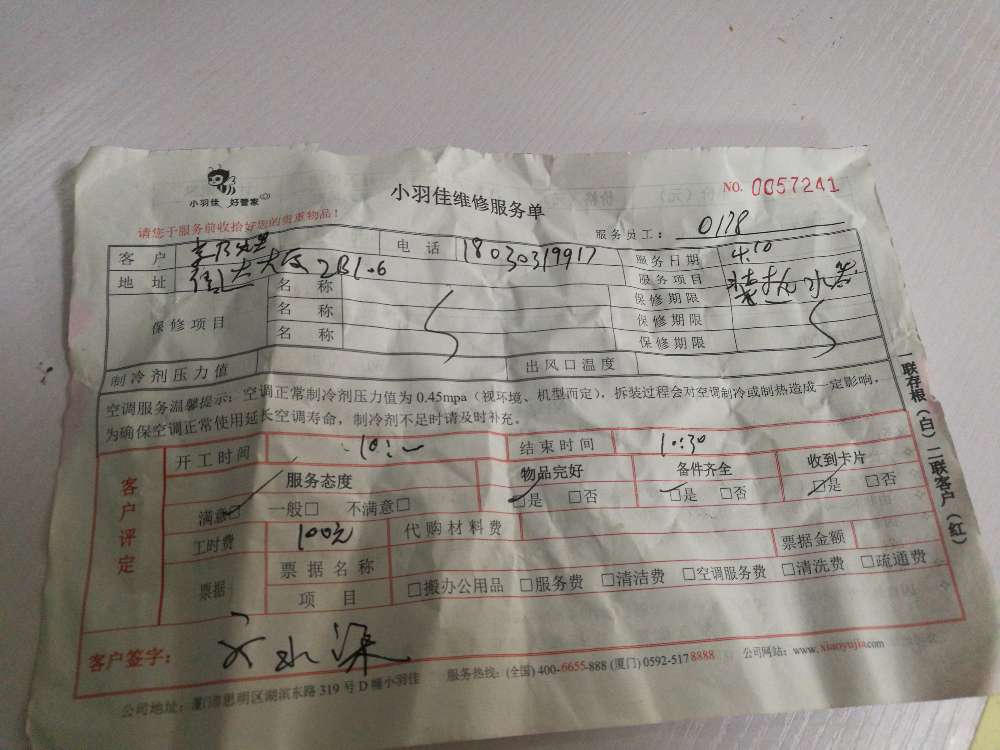 小羽佳 好管家
小羽佳维修服务单
NO. 0057241
请您于服务前收拾好您的贵重物品！
服务员工： 0178
客户 电话 18030319917 服务日期 4.10
地址 大厦 2B1.6 服务项目 水器
保修项目 名称 保修期限
名称 保修期限
名称 保修期限
制冷剂压力值 出风口温度
空调服务温馨提示：空调正常制冷剂压力值为 0.45mpa（视环境、机型而定），拆装过程会对空调制冷或制热造成一定影响，
为确保空调正常使用延长空调寿命，制冷剂不足时请及时补充。
客户评定
开工时间 结束时间 10:30
服务态度 物品完好 备件齐全 收到卡片
满意□ 一般□ 不满意□ □是 □否 □是 □否 □是 □否
工时费 100元 代购材料费 票据金额
票据 票据名称
项目 □搬办公用品 □服务费 □清洁费 □空调服务费 □清洗费 □疏通费
客户签字：
公司地址：厦门市思明区湖滨东路 319 号 D 幢小羽佳 服务热线：(全国) 400-6655-888 (厦门) 0592-5178888 公司网站：www.xiaoyujia.com
一联存根（白）二联客户（红）